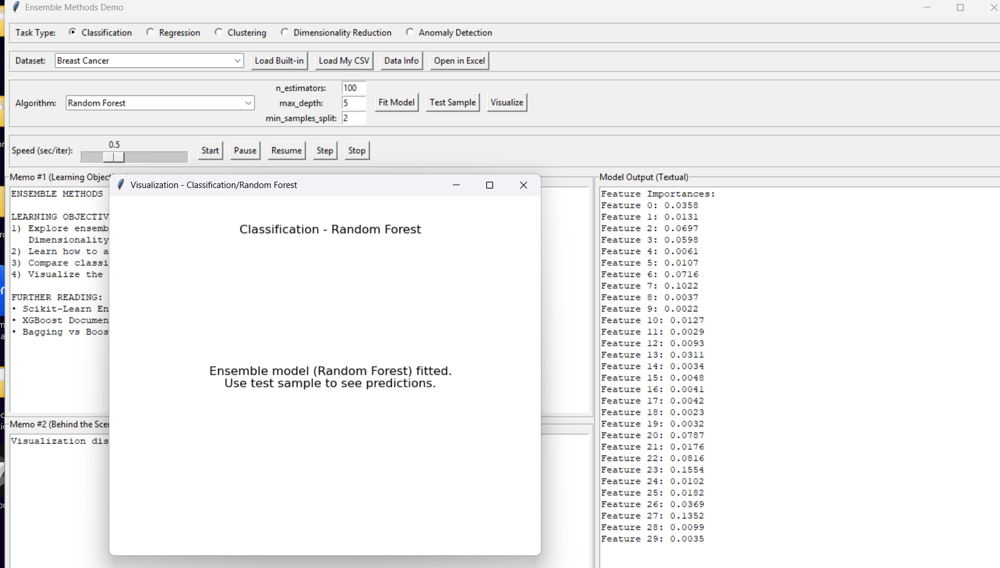 Ensemble Methods Demo
Task Type: Classification Regression Clustering Dimensionality Reduction Anomaly Detection
Dataset: Breast Cancer Load Built-in Load My CSV Data Info Open in Excel
n_estimators: 100
Algorithm: Random Forest max_depth: 5 Fit Model Test Sample Visualize
min_samples_split: 2
0.5
Speed (sec/iter): Start Pause Resume Step Stop
Memo #1 (Learning Object
ENSEMBLE METHODS
LEARNING OBJECTIV
1) Explore ensemb
Dimensionality
2) Learn how to a
3) Compare classi
4) Visualize the
FURTHER READING:
• Scikit-Learn En
• XGBoost Documen
• Bagging vs Boos
Memo #2 (Behind the Scen
Visualization dis
Visualization - Classification/Random Forest
Classification - Random Forest
Ensemble model (Random Forest) fitted.
Use test sample to see predictions.
Model Output (Textual)
Feature Importances:
Feature 0: 0.0358
Feature 1: 0.0131
Feature 2: 0.0697
Feature 3: 0.0598
Feature 4: 0.0061
Feature 5: 0.0107
Feature 6: 0.0716
Feature 7: 0.1022
Feature 8: 0.0037
Feature 9: 0.0022
Feature 10: 0.0127
Feature 11: 0.0029
Feature 12: 0.0093
Feature 13: 0.0311
Feature 14: 0.0034
Feature 15: 0.0048
Feature 16: 0.0041
Feature 17: 0.0042
Feature 18: 0.0023
Feature 19: 0.0032
Feature 20: 0.0787
Feature 21: 0.0176
Feature 22: 0.0816
Feature 23: 0.1554
Feature 24: 0.0102
Feature 25: 0.0182
Feature 26: 0.0369
Feature 27: 0.1352
Feature 28: 0.0099
Feature 29: 0.0035